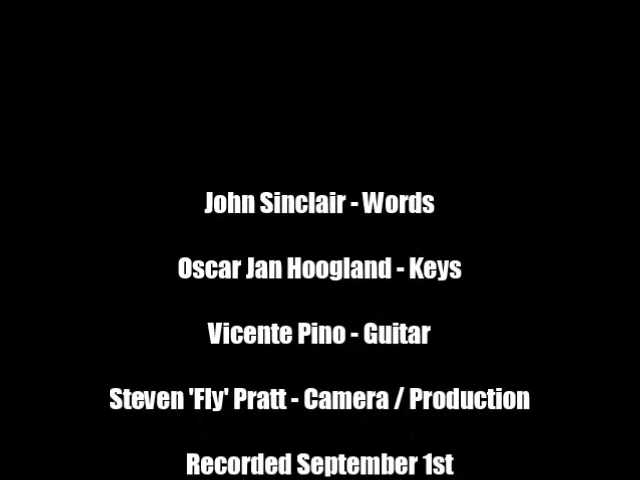 John Sinclair - Words
Oscar Jan Hoogland - Keys
Vicente Pino - Guitar
Steven 'Fly' Pratt - Camera / Production
Recorded September 1st